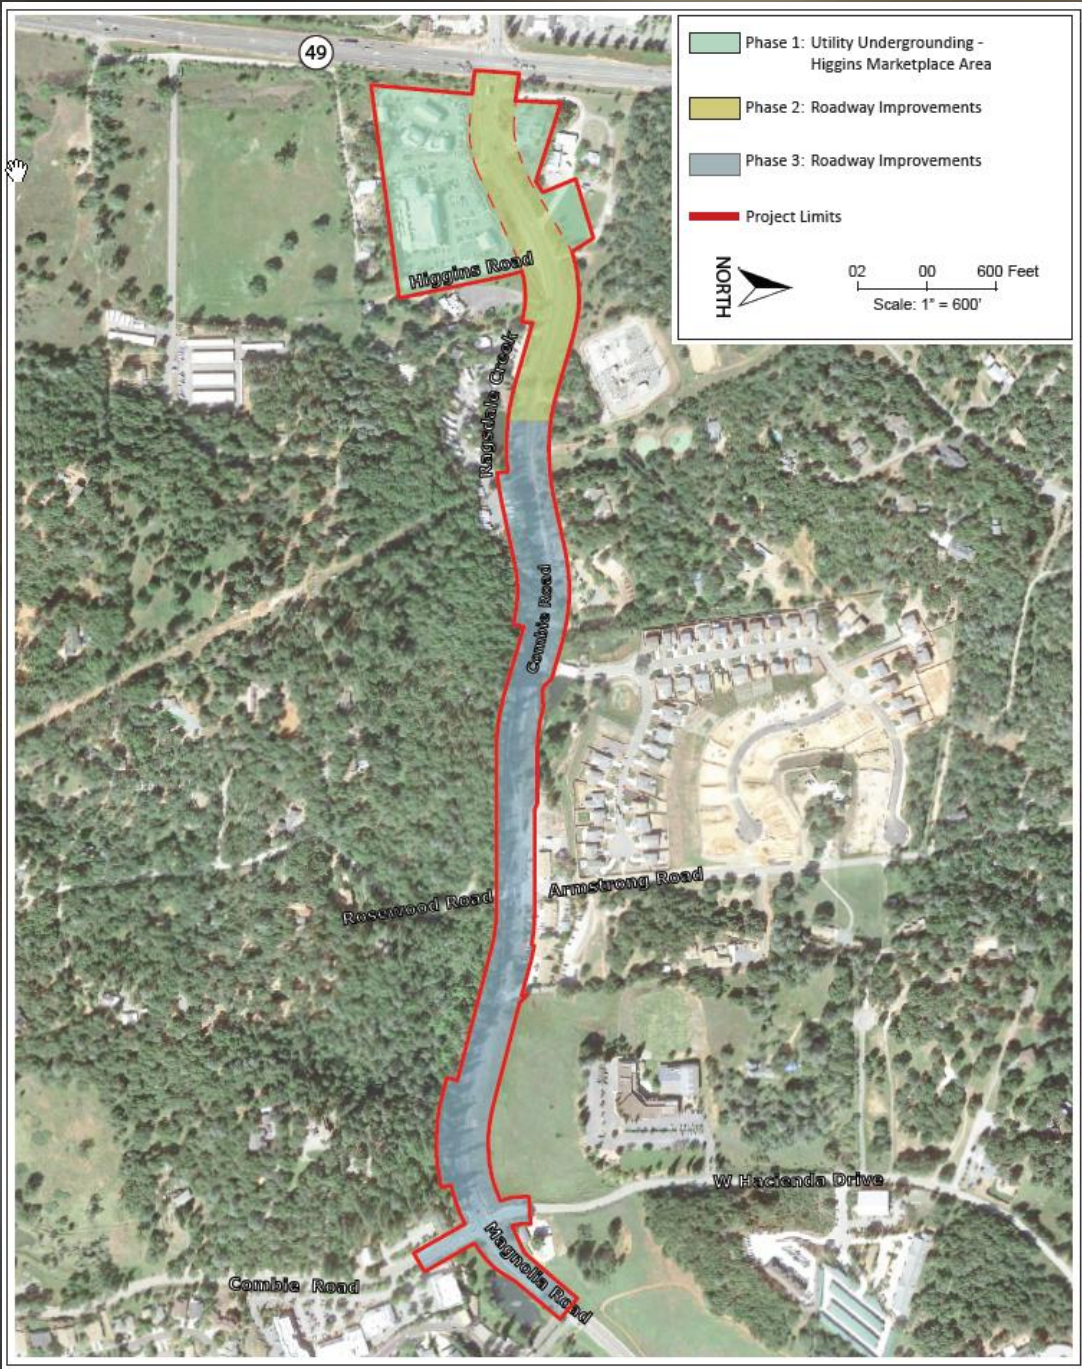 49
Phase 1: Utility Undergrounding -
Higgins Marketplace Area
Phase 2: Roadway Improvements
Phase 3: Roadway Improvements
Project Limits
NORTH
02 00 600 Feet
Scale: 1" = 600'
Higgins Road
Ragsdale Creek
Combie Road
Rosewood Road
Armstrong Road
W Hacienda Drive
Magnolia Road
Combie Road